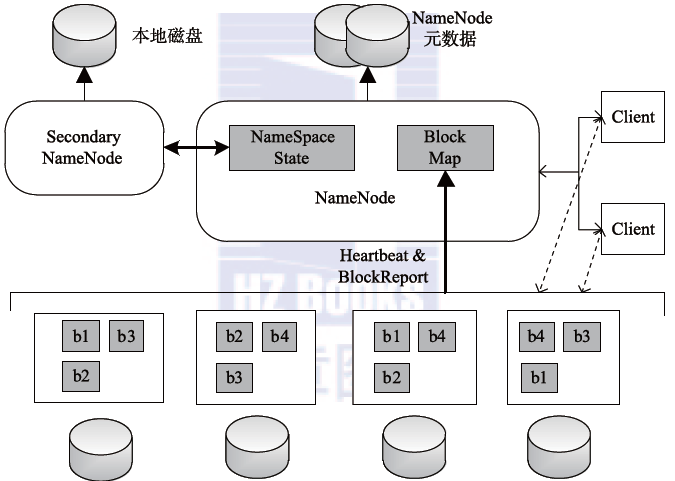 本地磁盘
NameNode
元数据
Secondary
NameNode
NameSpace
State
Block
Map
NameNode
Client
Client
Heartbeat &
BlockReport
HZ BOOKS
b1 b3
b2
b2 b4
b3
b1 b4
b2
b4 b3
b1